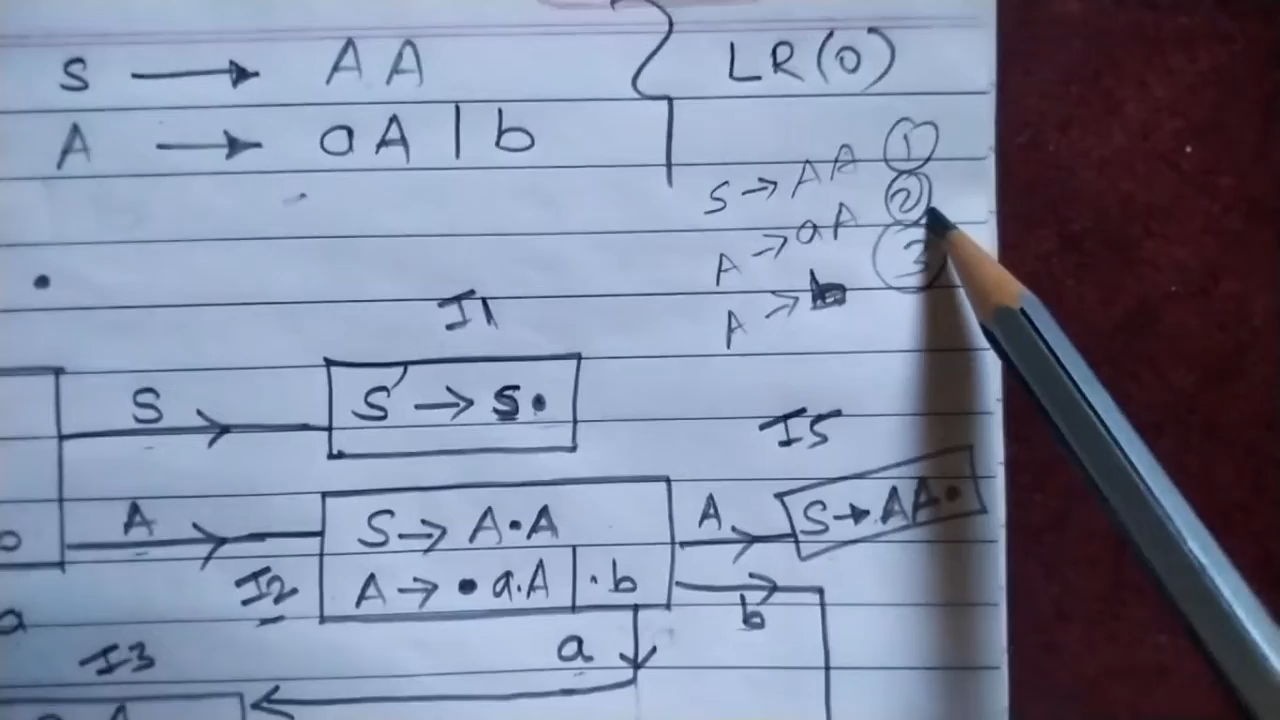 S → AA
A → aA | b
LR(0)
S → AA ①
A → aA ②
A → b ③
I1
S' → S•
S
I5
A
S → A•A
A → •a.A | .b
A
S → AA•
I2
b
a
a
I3